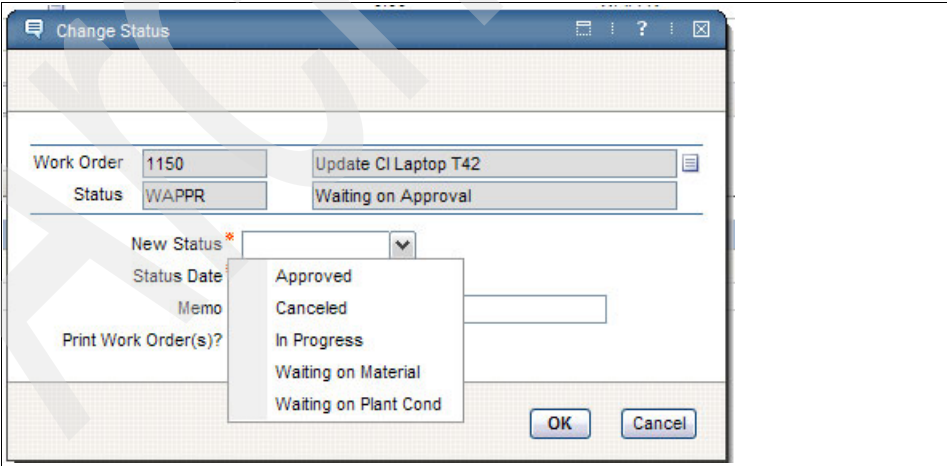 Change Status
?
Work Order 1150 Update CI Laptop T42
Status WAPPR Waiting on Approval
New Status*
Status Date*
Memo
Print Work Order(s)?
Approved
Canceled
In Progress
Waiting on Material
Waiting on Plant Cond
OK Cancel